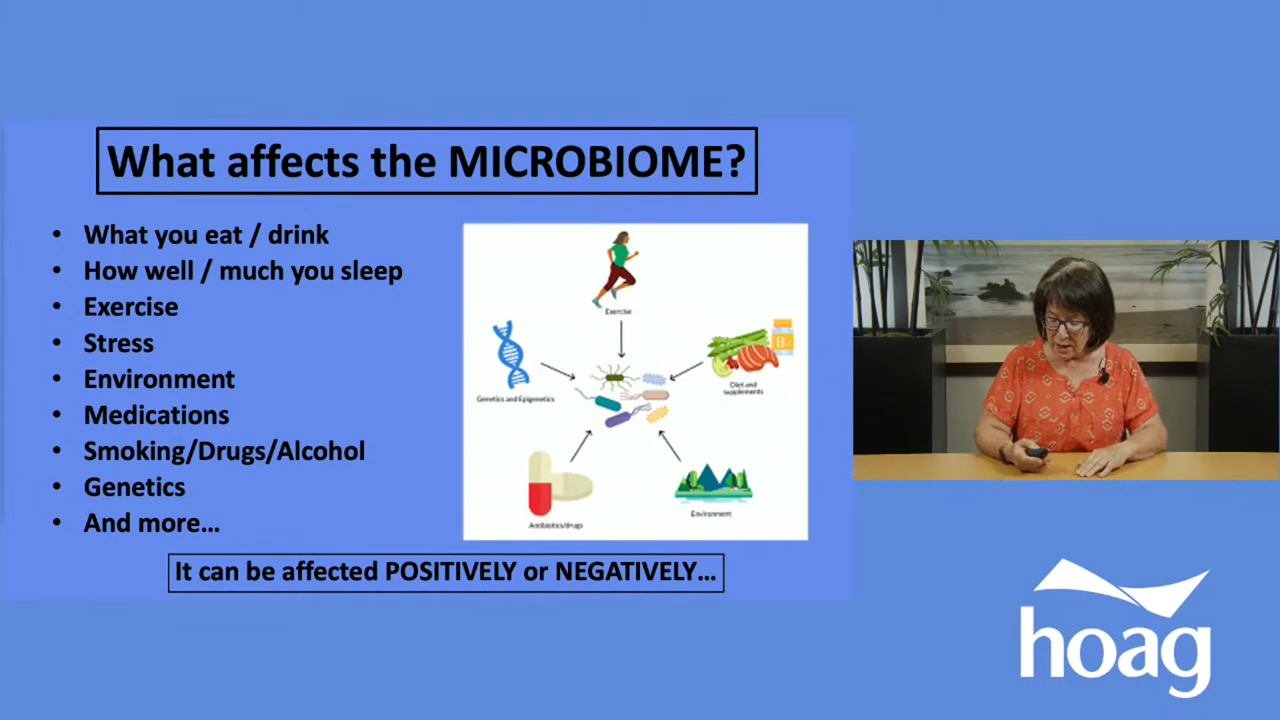 What affects the MICROBIOME?
• What you eat / drink
• How well / much you sleep
• Exercise
• Stress
• Environment
• Medications
• Smoking/Drugs/Alcohol
• Genetics
• And more…
Exercise
Genetics and Epigenetics
B
Diet and
supplements
Antibiotics/drugs
Environment
It can be affected POSITIVELY or NEGATIVELY…
hoag